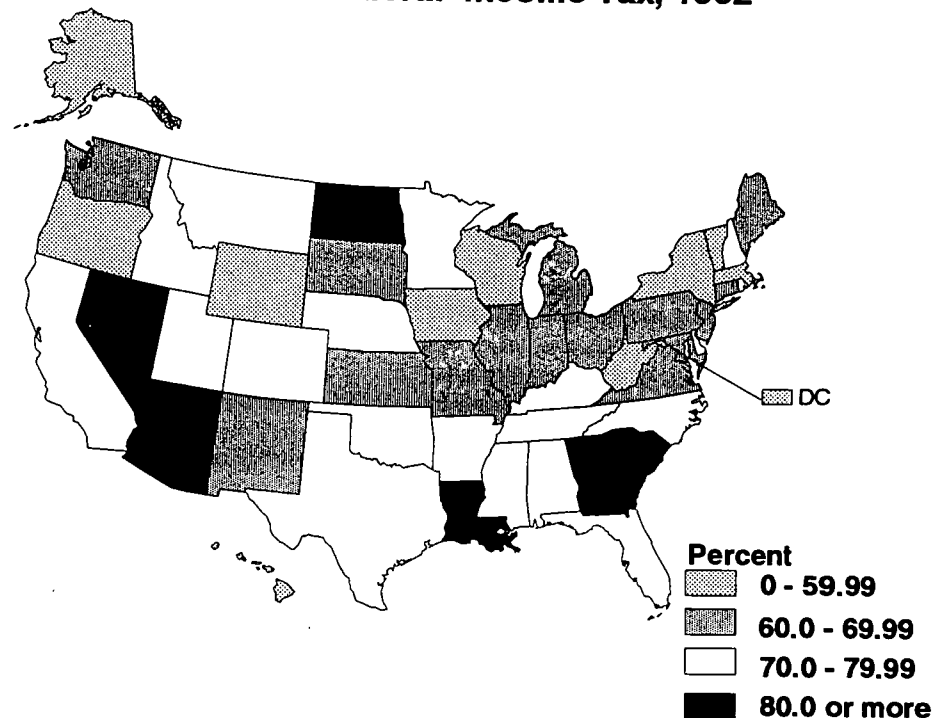 Income Tax, 1982
DC
Percent
0 - 59.99
60.0 - 69.99
70.0 - 79.99
80.0 or more